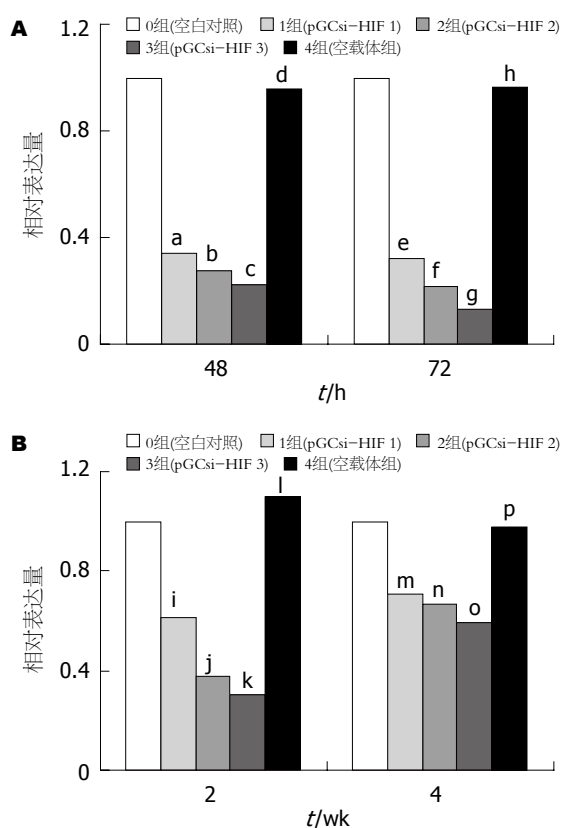 A
0组(空白对照) 1组(pGCsi-HIF 1) 2组(pGCsi-HIF 2)
3组(pGCsi-HIF 3) 4组(空载体组)
相对表达量
1.2
0.8
0.4
0
a b c d e f g h
48 72
t/h
B
0组(空白对照) 1组(pGCsi-HIF 1) 2组(pGCsi-HIF 2)
3组(pGCsi-HIF 3) 4组(空载体组)
相对表达量
1.2
0.8
0.4
0
i j k l m n o p
2 4
t/wk